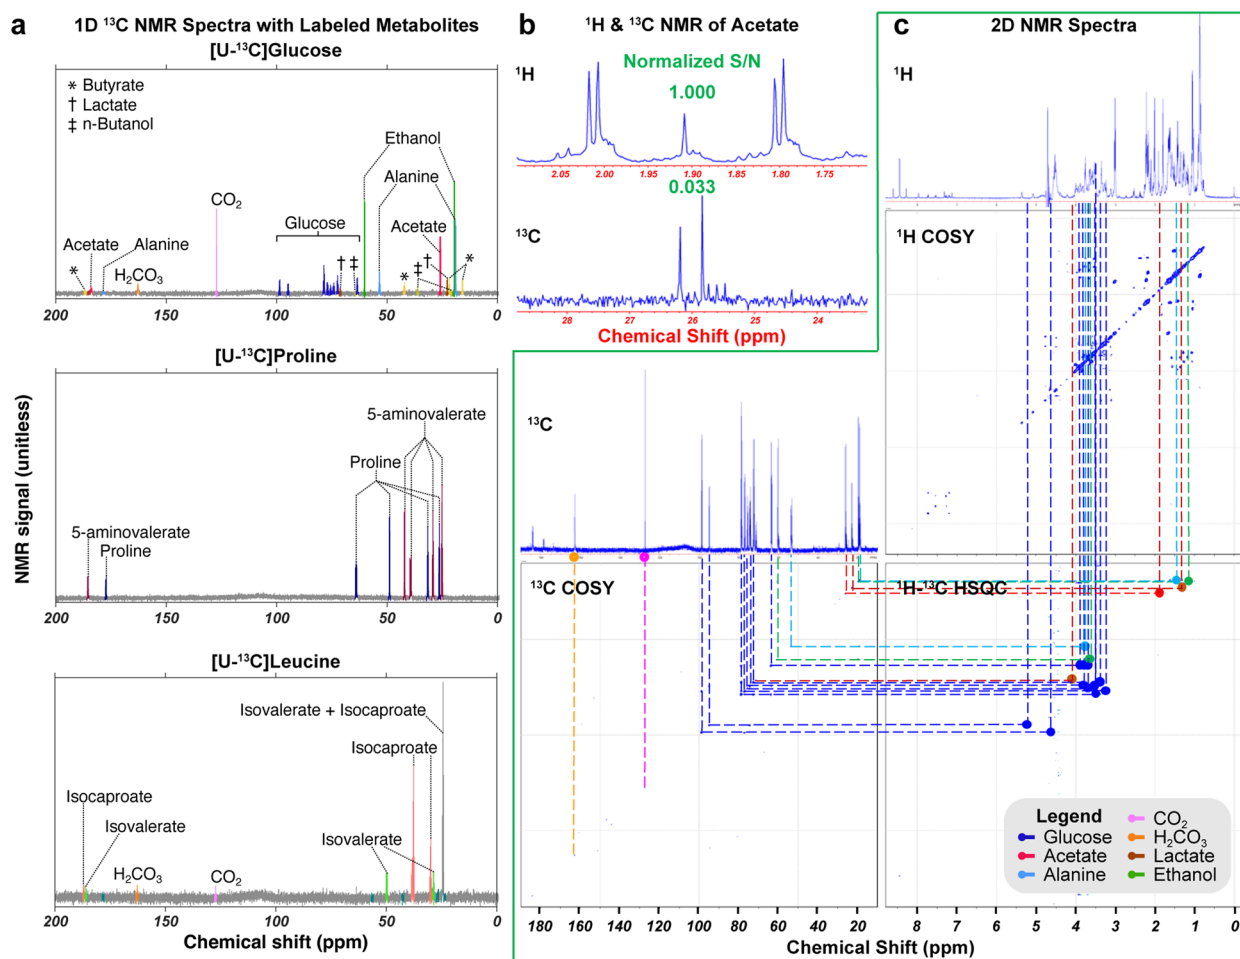 a
1D ¹³C NMR Spectra with Labeled Metabolites
[U-¹³C]Glucose
* Butyrate
† Lactate
‡ n-Butanol
Ethanol
Alanine
CO₂
Glucose
Acetate
Acetate
Alanine
H₂CO₃
* † ‡ * ‡ † *
200 150 100 50 0
[U-¹³C]Proline
5-aminovalerate
Proline
5-aminovalerate
Proline
NMR signal (unitless)
200 150 100 50 0
[U-¹³C]Leucine
Isovalerate + Isocaproate
Isocaproate
Isocaproate
Isovalerate
Isovalerate
H₂CO₃
CO₂
200 150 100 50 0
Chemical shift (ppm)
b
¹H & ¹³C NMR of Acetate
¹H
Normalized S/N
1.000
2.05 2.00 1.95 1.90 1.85 1.80 1.75
0.033
¹³C
28 27 26 25 24
Chemical Shift (ppm)
c
2D NMR Spectra
¹H
¹H COSY
¹³C
¹³C COSY
¹H-¹³C HSQC
Legend
Glucose
Acetate
Alanine
CO₂
H₂CO₃
Lactate
Ethanol
180 160 140 120 100 80 60 40 20
Chemical Shift (ppm)
8 7 6 5 4 3 2 1 0
Chemical Shift (ppm)